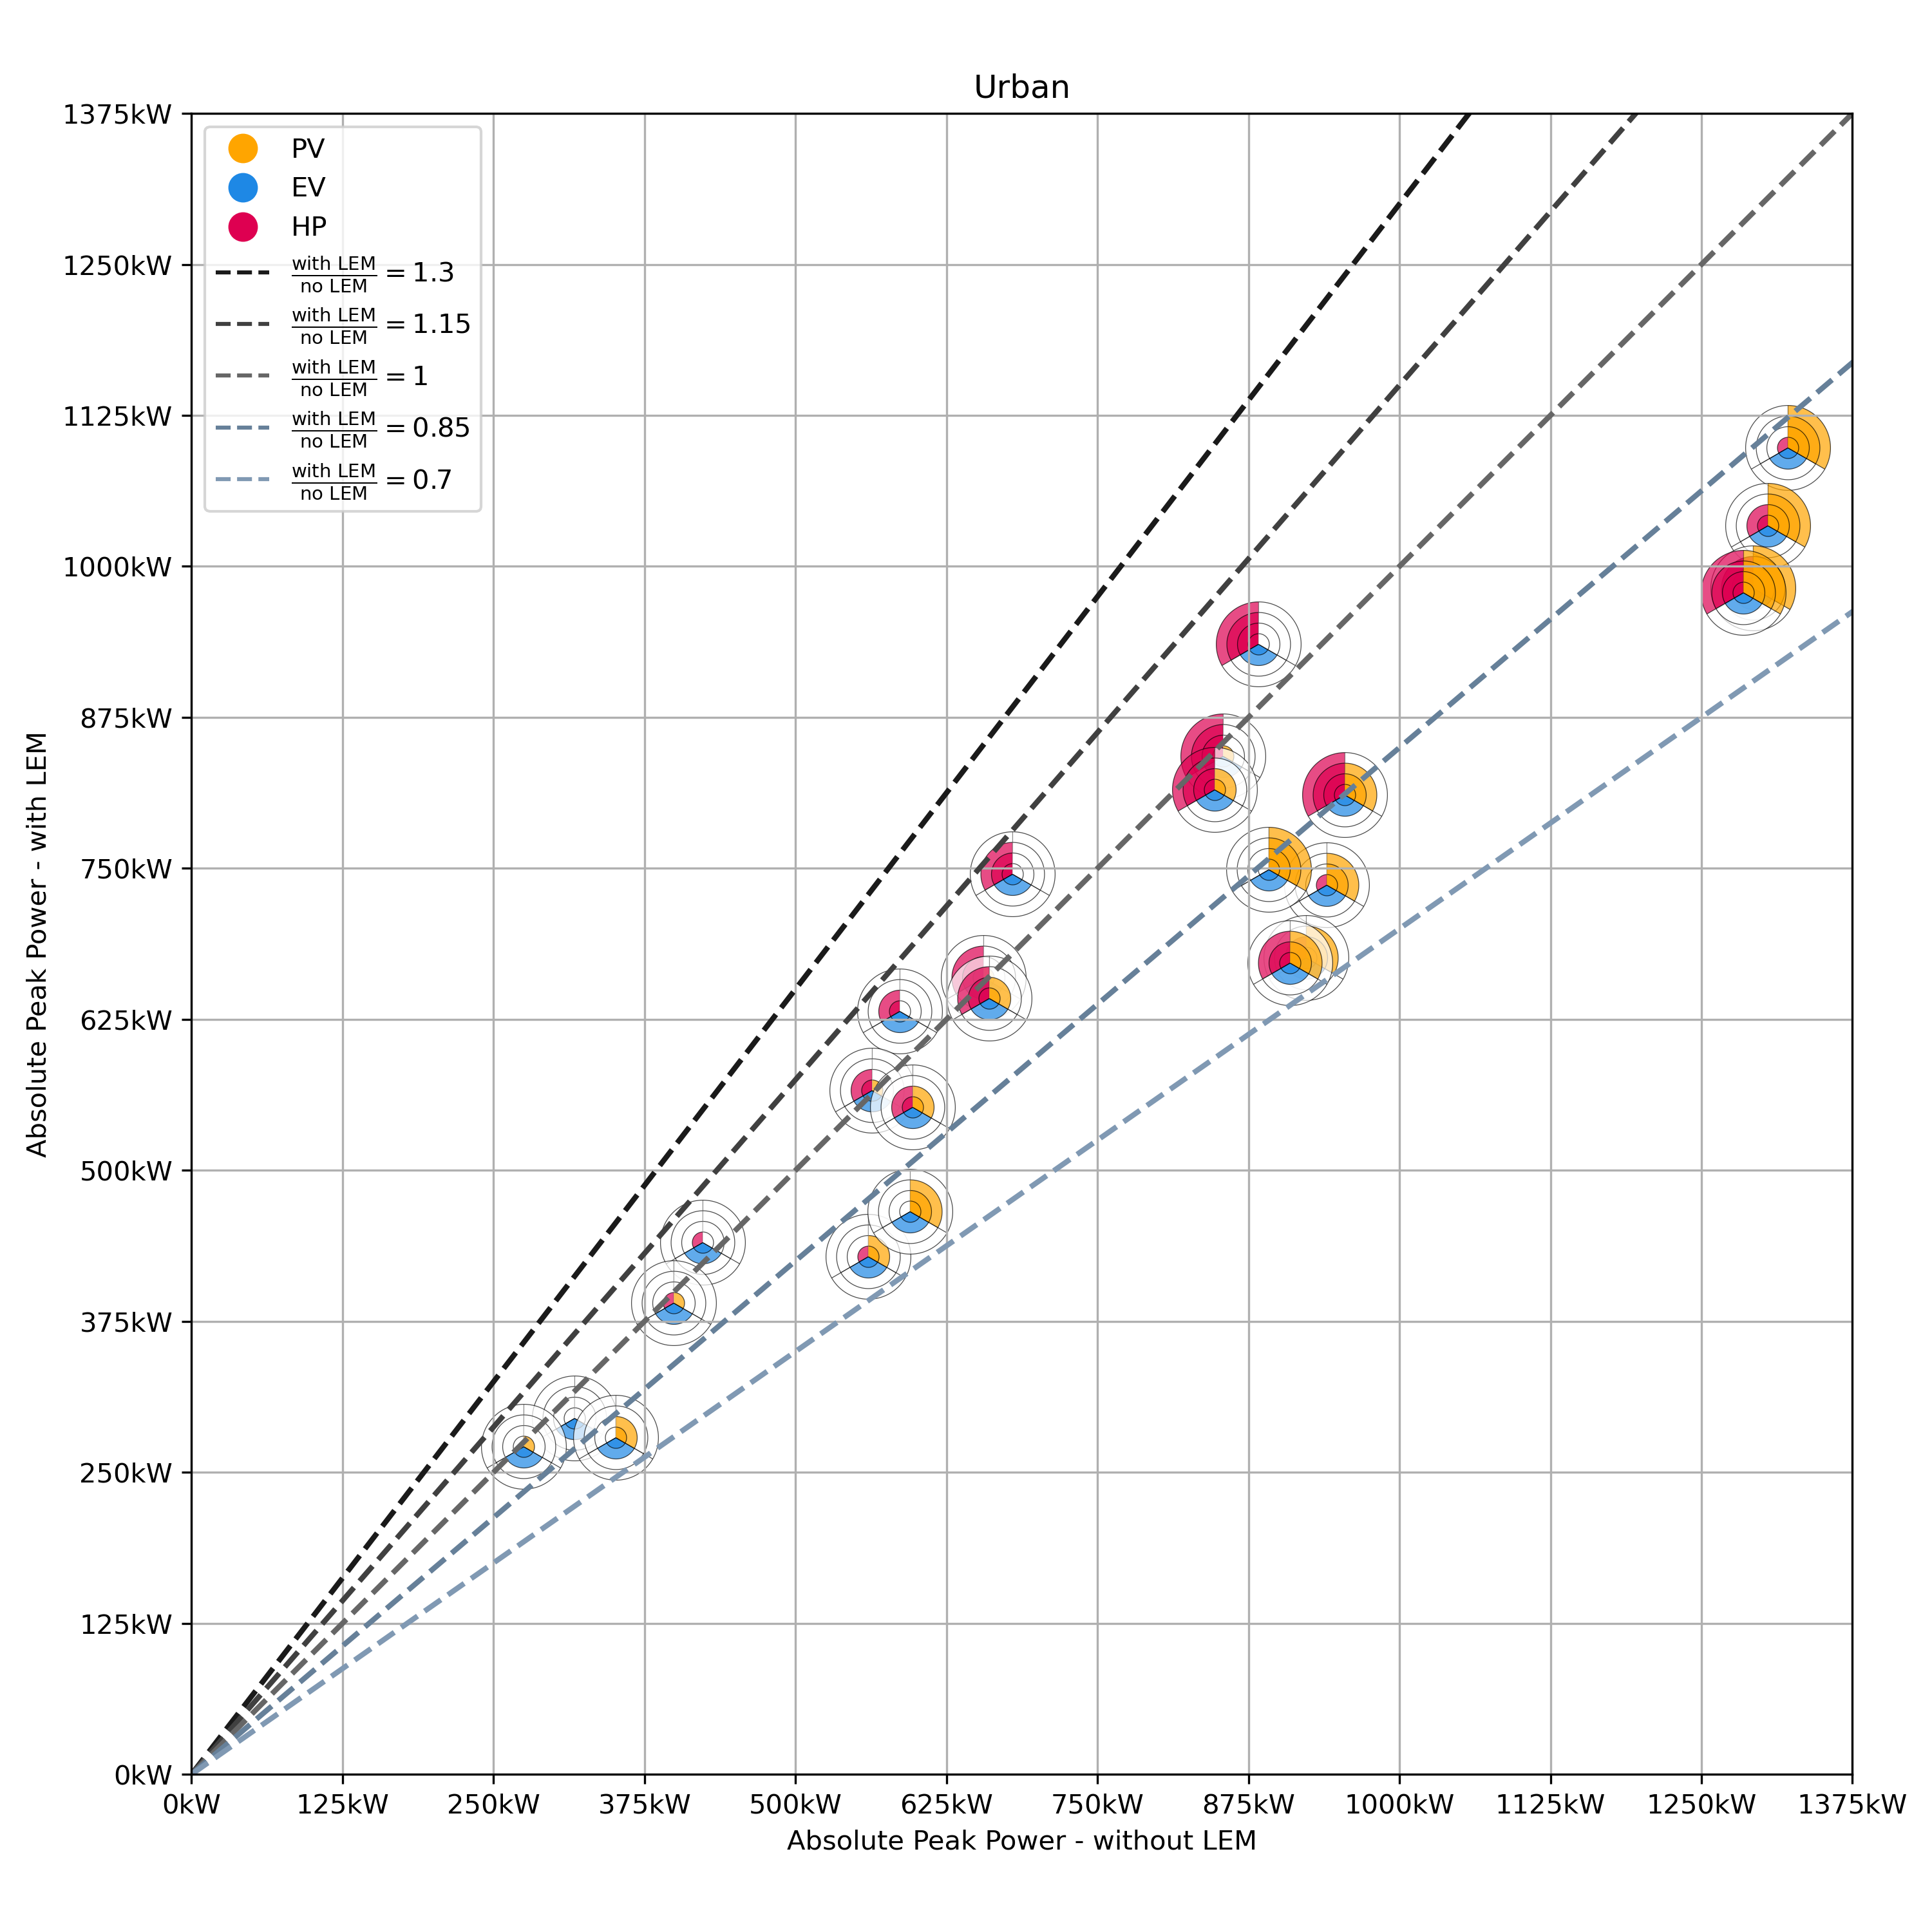 Urban
1375kW
1250kW
1125kW
1000kW
875kW
750kW
625kW
500kW
375kW
250kW
125kW
0kW
Absolute Peak Power - with LEM
PV
EV
HP
with LEM
no LEM = 1.3
with LEM
no LEM = 1.15
with LEM
no LEM = 1
with LEM
no LEM = 0.85
with LEM
no LEM = 0.7
0kW 125kW 250kW 375kW 500kW 625kW 750kW 875kW 1000kW 1125kW 1250kW 1375kW
Absolute Peak Power - without LEM